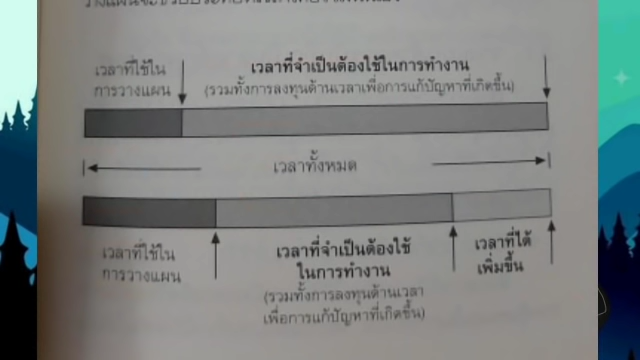 เวลาที่ใช้ใน
การวางแผน
เวลาที่จำเป็นต้องใช้ในการทำงาน
(รวมทั้งการลงทุนด้านเวลาเพื่อการแก้ปัญหาที่เกิดขึ้น)
เวลาทั้งหมด
เวลาที่ใช้ใน
การวางแผน
เวลาที่จำเป็นต้องใช้
ในการทำงาน
(รวมทั้งการลงทุนด้านเวลา
เพื่อการแก้ปัญหาที่เกิดขึ้น)
เวลาที่ได้
เพิ่มขึ้น